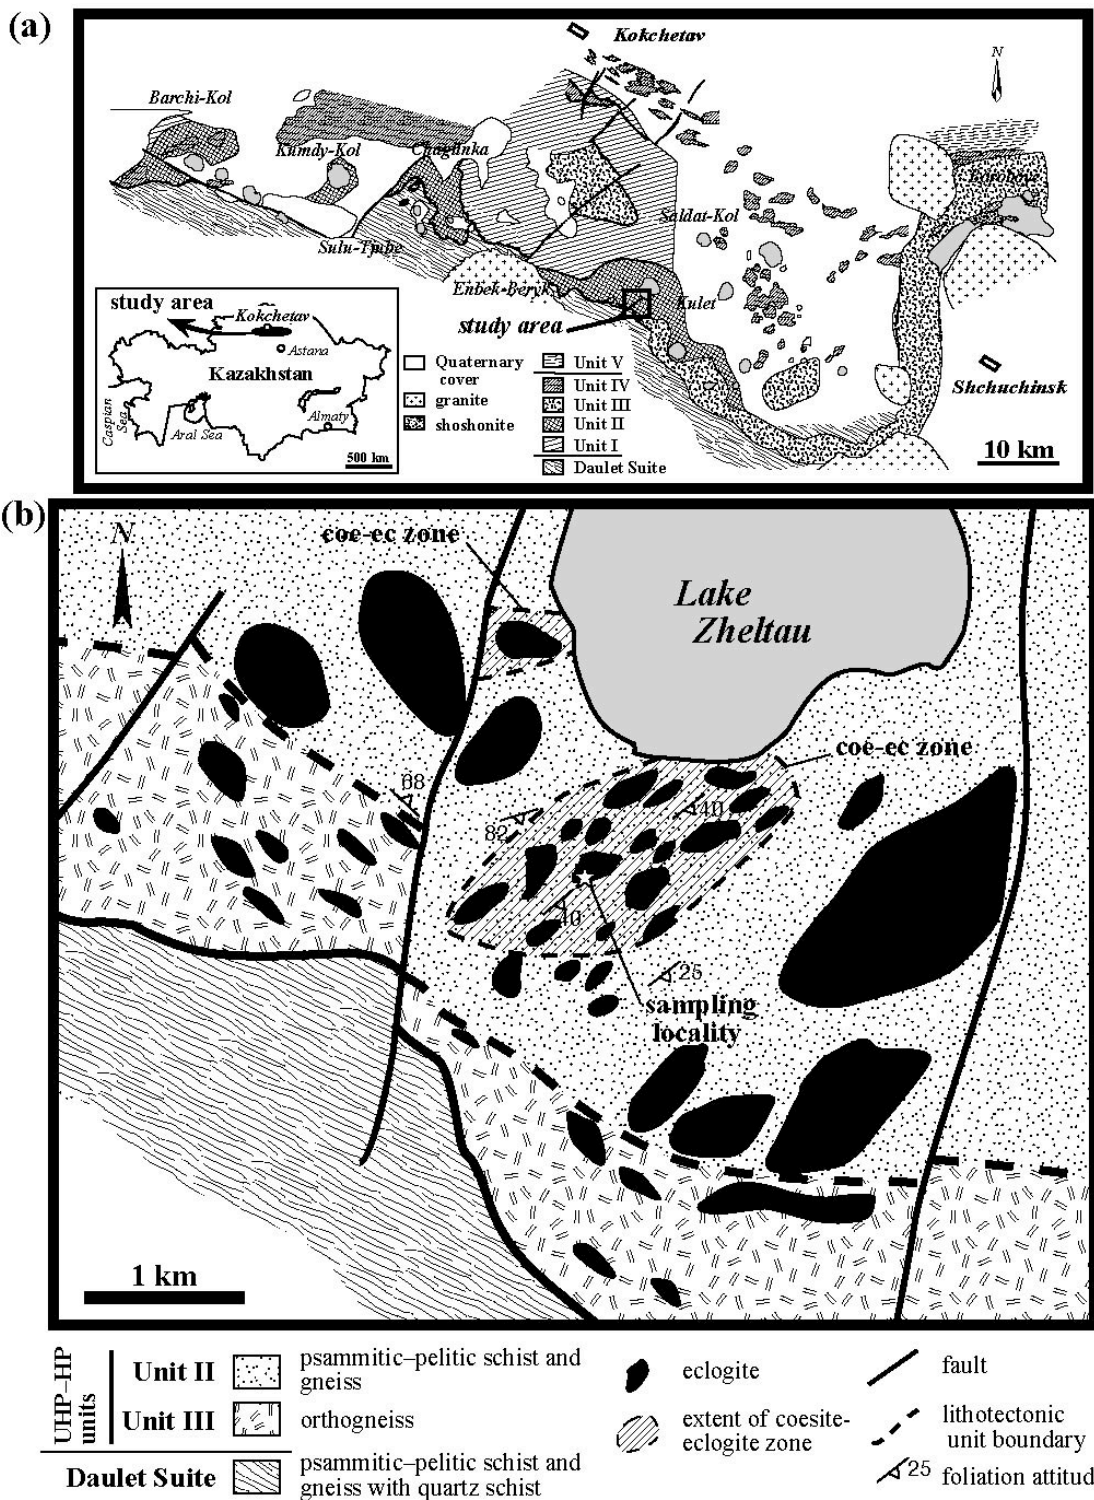 (a)
Kokchetav
N
Barchi-Kol
Kumdy-Kol
Chaglinka
Borobove
Saldat-Kol
Sulu-Tjube
Enbek-Beryk
Kulet
study area
study area
Kokchetav
Astana
Kazakhstan
Caspian
Sea
Aral Sea
Almaty
500 km
Quaternary
cover
granite
shoshonite
Unit V
Unit IV
Unit III
Unit II
Unit I
Daulet Suite
Shchuchinsk
10 km
(b)
N
coe-ec zone
Lake
Zheltau
coe-ec zone
68
82
40
40
25
sampling
locality
1 km
UHP–HP
units
Unit II
psammitic–pelitic schist and
gneiss
Unit III
orthogneiss
Daulet Suite
psammitic–pelitic schist and
gneiss with quartz schist
eclogite
extent of coesite-
eclogite zone
fault
lithotectonic
unit boundary
25 foliation attitud